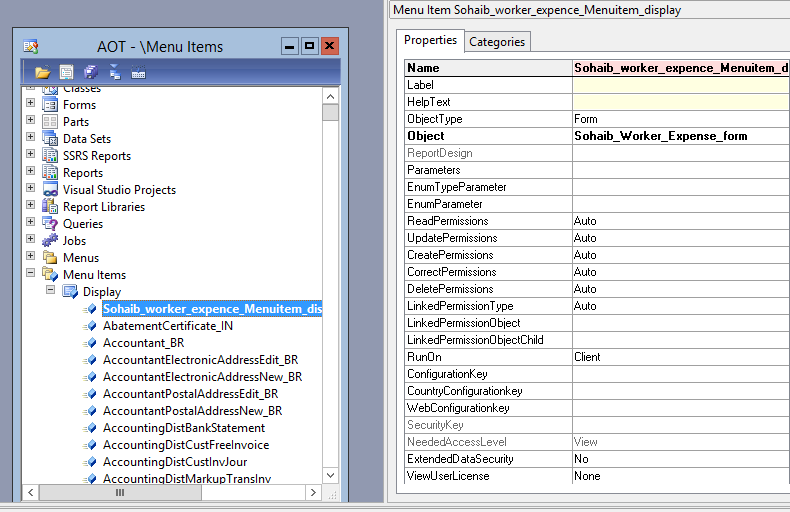 AOT - \Menu Items
Classes
Forms
Parts
Data Sets
SSRS Reports
Reports
Visual Studio Projects
Report Libraries
Queries
Jobs
Menus
Menu Items
Display
Sohaib_worker_expence_Menuitem_dis
AbatementCertificate_IN
Accountant_BR
AccountantElectronicAddressEdit_BR
AccountantElectronicAddressNew_BR
AccountantPostalAddressEdit_BR
AccountantPostalAddressNew_BR
AccountingDistBankStatement
AccountingDistCustFreeInvoice
AccountingDistCustInvJour
AccountingDistMarkupTransInv
Menu Item Sohaib_worker_expence_Menuitem_display
Properties Categories
Name Sohaib_worker_expence_Menuitem_d
Label
HelpText
ObjectType Form
Object Sohaib_Worker_Expense_form
ReportDesign
Parameters
EnumTypeParameter
EnumParameter
ReadPermissions Auto
UpdatePermissions Auto
CreatePermissions Auto
CorrectPermissions Auto
DeletePermissions Auto
LinkedPermissionType Auto
LinkedPermissionObject
LinkedPermissionObjectChild
RunOn Client
ConfigurationKey
CountryConfigurationkey
WebConfigurationkey
SecurityKey
NeededAccessLevel View
ExtendedDataSecurity No
ViewUserLicense None